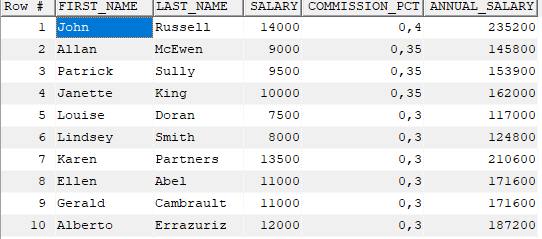 Row # FIRST_NAME LAST_NAME SALARY COMMISSION_PCT ANNUAL_SALARY
1 John Russell 14000 0,4 235200
2 Allan McEwen 9000 0,35 145800
3 Patrick Sully 9500 0,35 153900
4 Janette King 10000 0,35 162000
5 Louise Doran 7500 0,3 117000
6 Lindsey Smith 8000 0,3 124800
7 Karen Partners 13500 0,3 210600
8 Ellen Abel 11000 0,3 171600
9 Gerald Cambrault 11000 0,3 171600
10 Alberto Errazuriz 12000 0,3 187200